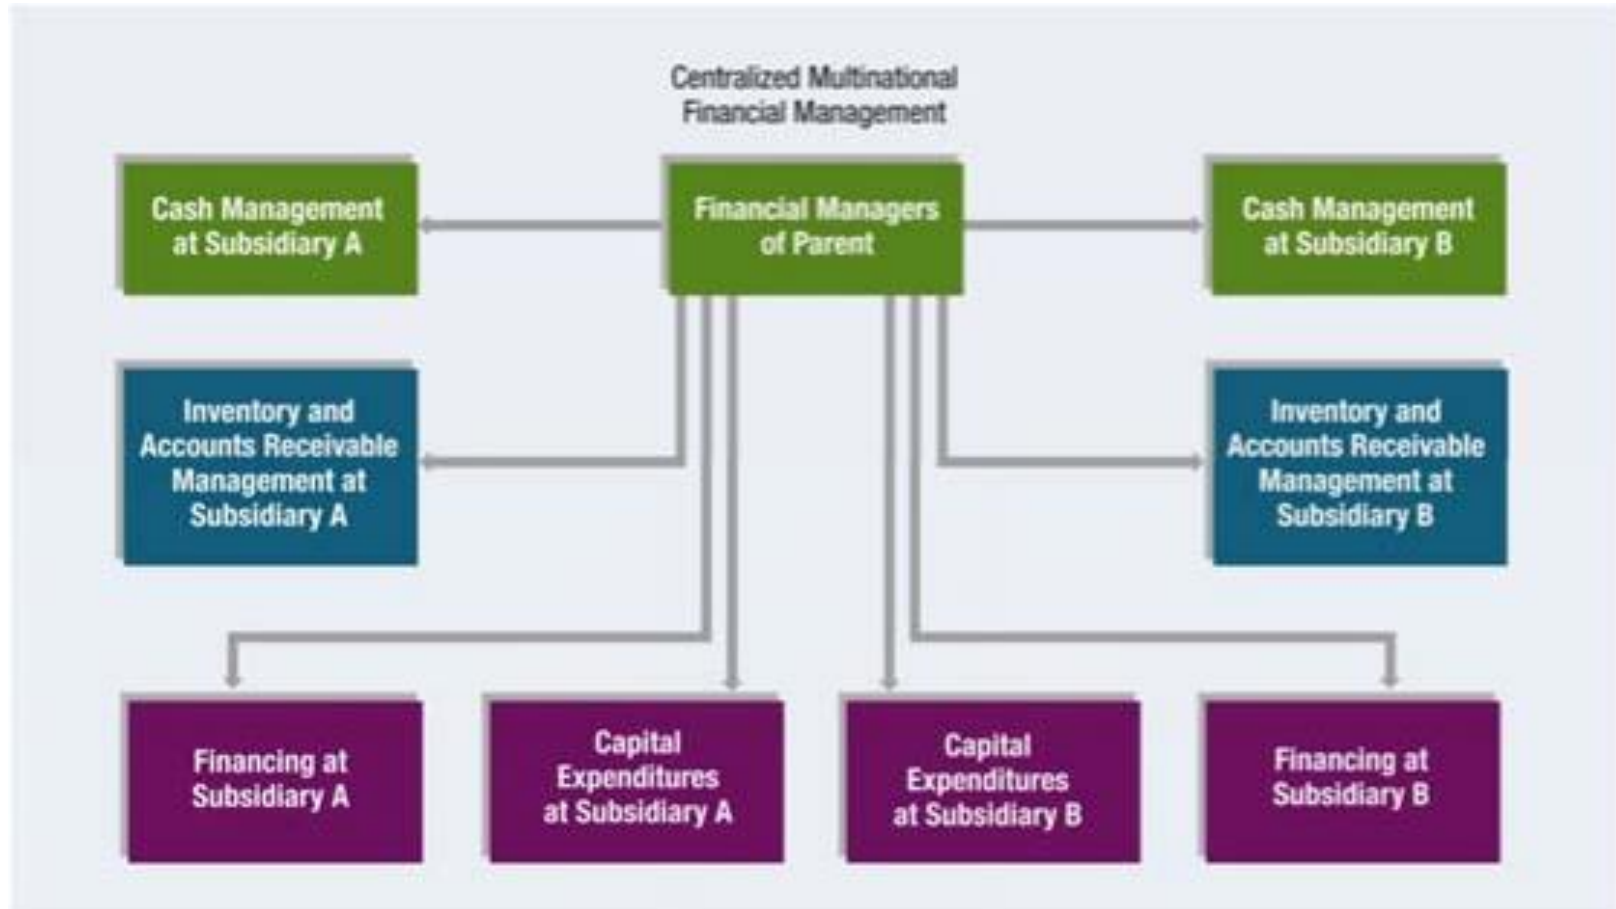 Centralized Multinational
Financial Management
Cash Management
at Subsidiary A
Financial Managers
of Parent
Cash Management
at Subsidiary B
Inventory and
Accounts Receivable
Management at
Subsidiary A
Inventory and
Accounts Receivable
Management at
Subsidiary B
Financing at
Subsidiary A
Capital
Expenditures
at Subsidiary A
Capital
Expenditures
at Subsidiary B
Financing at
Subsidiary B